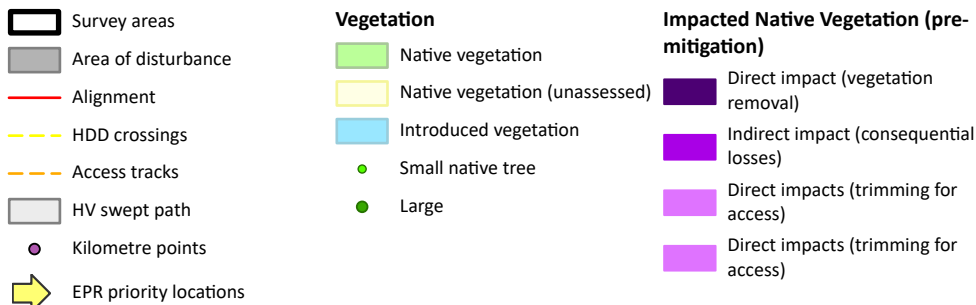 Survey areas
Area of disturbance
Alignment
HDD crossings
Access tracks
HV swept path
Kilometre points
EPR priority locations
Vegetation
Native vegetation
Native vegetation (unassessed)
Introduced vegetation
Small native tree
Large
Impacted Native Vegetation (pre-
mitigation)
Direct impact (vegetation
removal)
Indirect impact (consequential
losses)
Direct impacts (trimming for
access)
Direct impacts (trimming for
access)